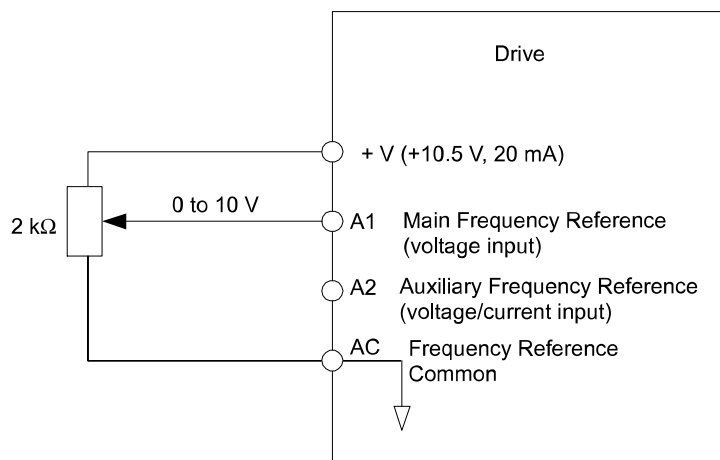 Drive
+ V (+10.5 V, 20 mA)
0 to 10 V
2 kΩ
A1 Main Frequency Reference
(voltage input)
A2 Auxiliary Frequency Reference
(voltage/current input)
AC Frequency Reference
Common